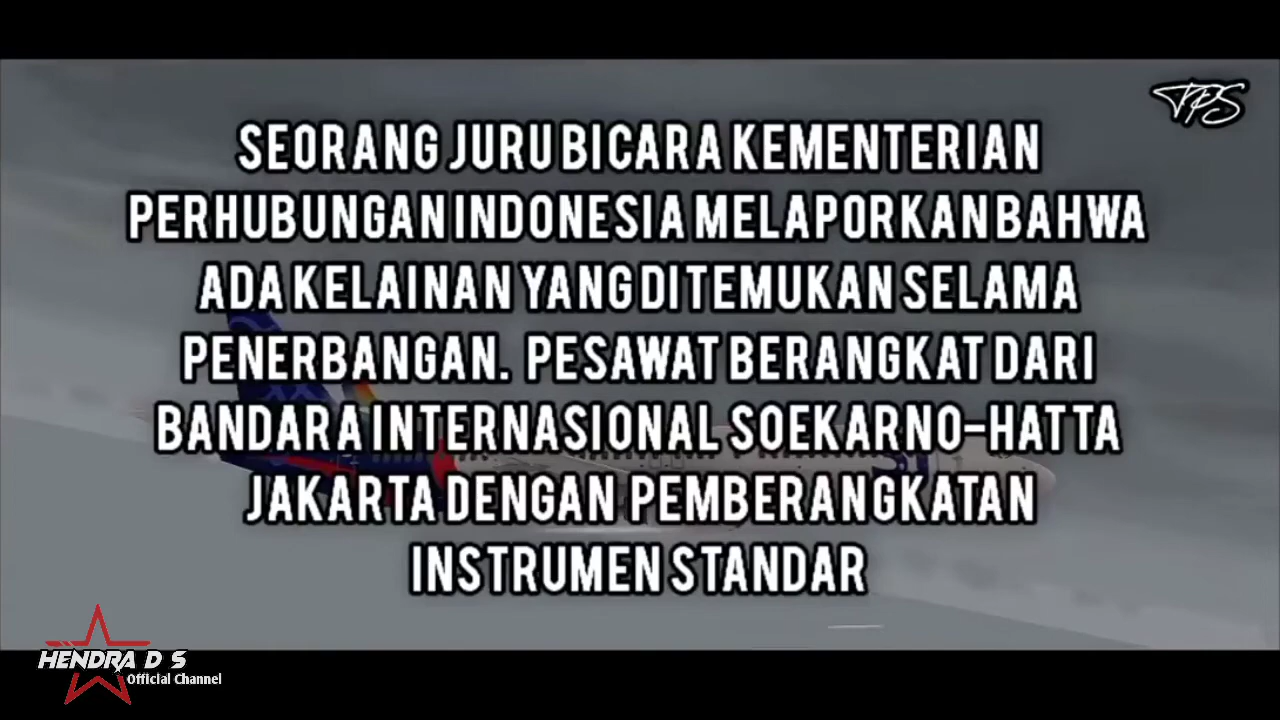 TPS
SEORANG JURU BICARA KEMENTERIAN
PERHUBUNGAN INDONESIA MELAPORKAN BAHWA
ADA KELAINAN YANG DITEMUKAN SELAMA
PENERBANGAN. PESAWAT BERANGKAT DARI
BANDARA INTERNASIONAL SOEKARNO-HATTA
JAKARTA DENGAN PEMBERANGKATAN
INSTRUMEN STANDAR
HENDRA D S
Official Channel